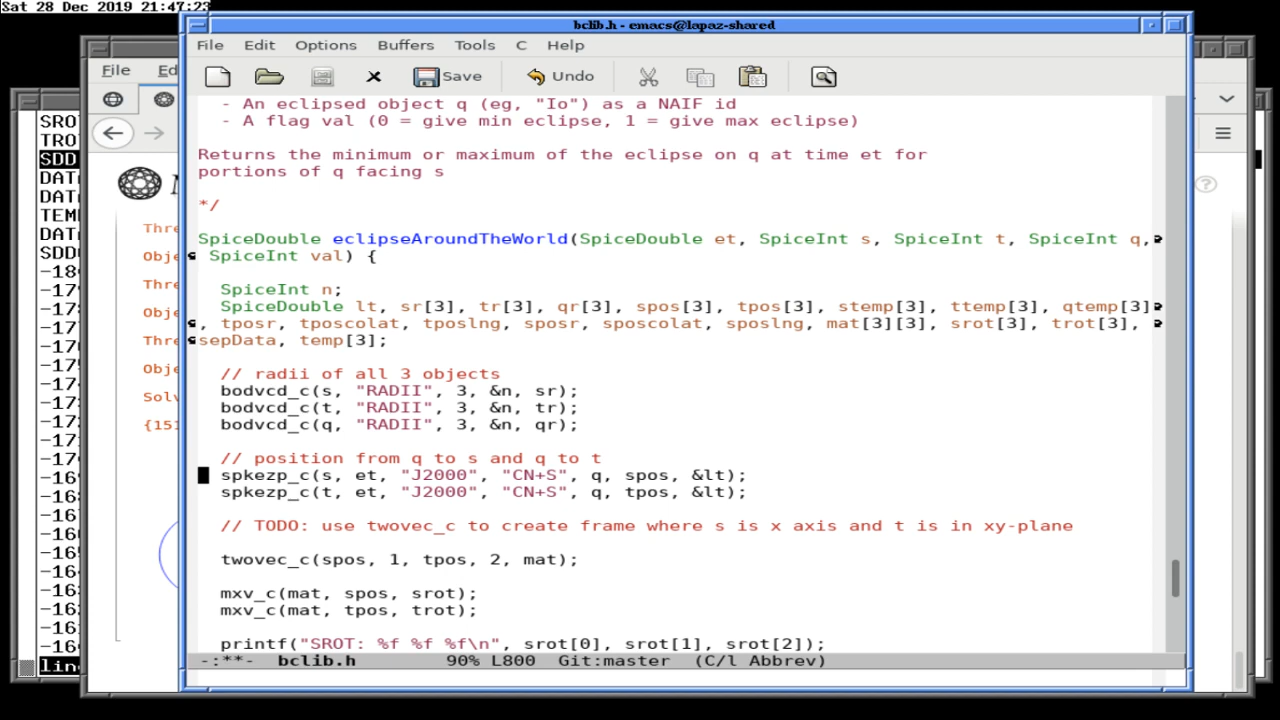 Sat 28 Dec 2019 21:47:23
bclib.h - emacs@lapaz-shared
File Edit Options Buffers Tools C Help
Save Undo
- An eclipsed object q (eg, "Io") as a NAIF id
- A flag val (0 = give min eclipse, 1 = give max eclipse)
Returns the minimum or maximum of the eclipse on q at time et for
portions of q facing s
*/
SpiceDouble eclipseAroundTheWorld(SpiceDouble et, SpiceInt s, SpiceInt t, SpiceInt q,
SpiceInt val) {
SpiceInt n;
SpiceDouble lt, sr[3], tr[3], qr[3], spos[3], tpos[3], stemp[3], ttemp[3], qtemp[3]
, tposr, tposcolat, tposlng, sposr, sposcolat, sposlng, mat[3][3], srot[3], trot[3],
sepData, temp[3];
// radii of all 3 objects
bodvcd_c(s, "RADII", 3, &n, sr);
bodvcd_c(t, "RADII", 3, &n, tr);
bodvcd_c(q, "RADII", 3, &n, qr);
// position from q to s and q to t
spkezp_c(s, et, "J2000", "CN+S", q, spos, &lt);
spkezp_c(t, et, "J2000", "CN+S", q, tpos, &lt);
// TODO: use twovec_c to create frame where s is x axis and t is in xy-plane
twovec_c(spos, 1, tpos, 2, mat);
mxv_c(mat, spos, srot);
mxv_c(mat, tpos, trot);
printf("SROT: %f %f %f\n", srot[0], srot[1], srot[2]);
-:**- bclib.h 90% L800 Git:master (C/l Abbrev)
File Ed
Thre
Obje
Thre
Obje
Thre
Obje
Solv
{151
SRO
TRO
SDD
DAT
DAT
TEM
DAT
SDD
-18
-18
-17
-17
-17
-17
-17
-17
-17
-17
-17
-17
-16
-16
-16
-16
-16
-16
-16
-16
-16
lin